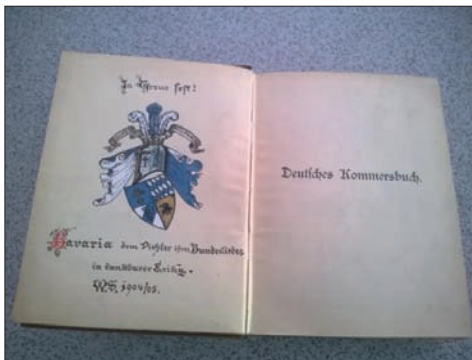 In Treue fest!
Bavaria dem Dichter ihres Bundesliedes
in dankbarer
W.S. 1904/05.
Deutsches Kommersbuch.